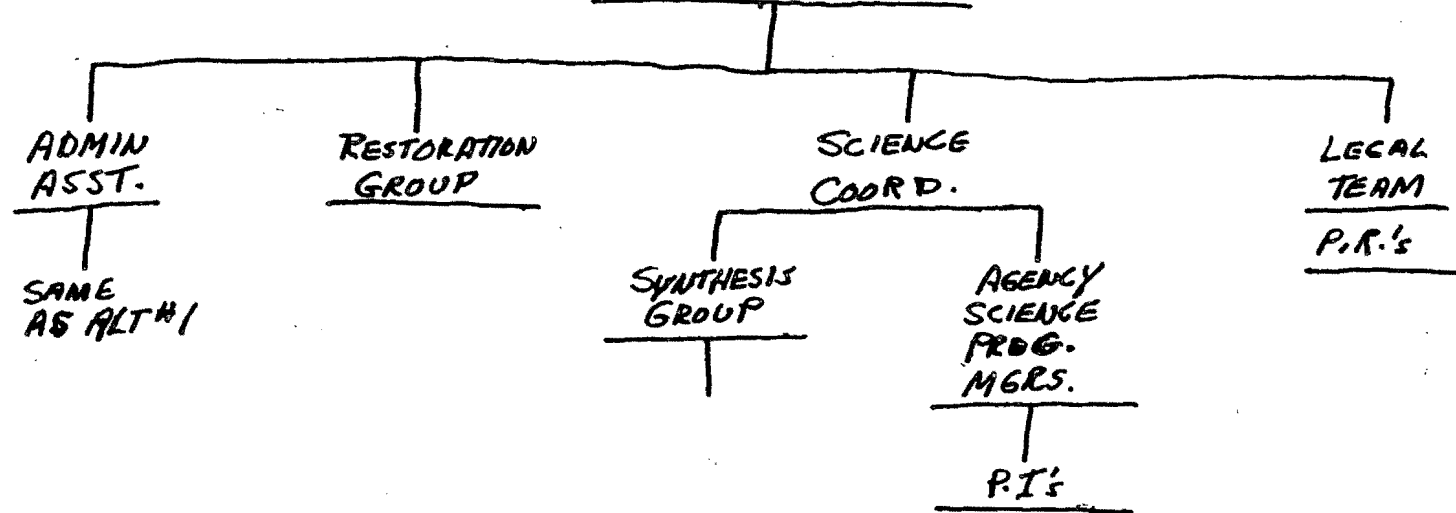 ADMIN
ASST.
SAME
AS ALT #1
RESTORATION
GROUP
SCIENCE
COORD.
SYNTHESIS
GROUP
AGENCY
SCIENCE
PROG.
MGRS.
P.I's
LEGAL
TEAM
P.R.'s